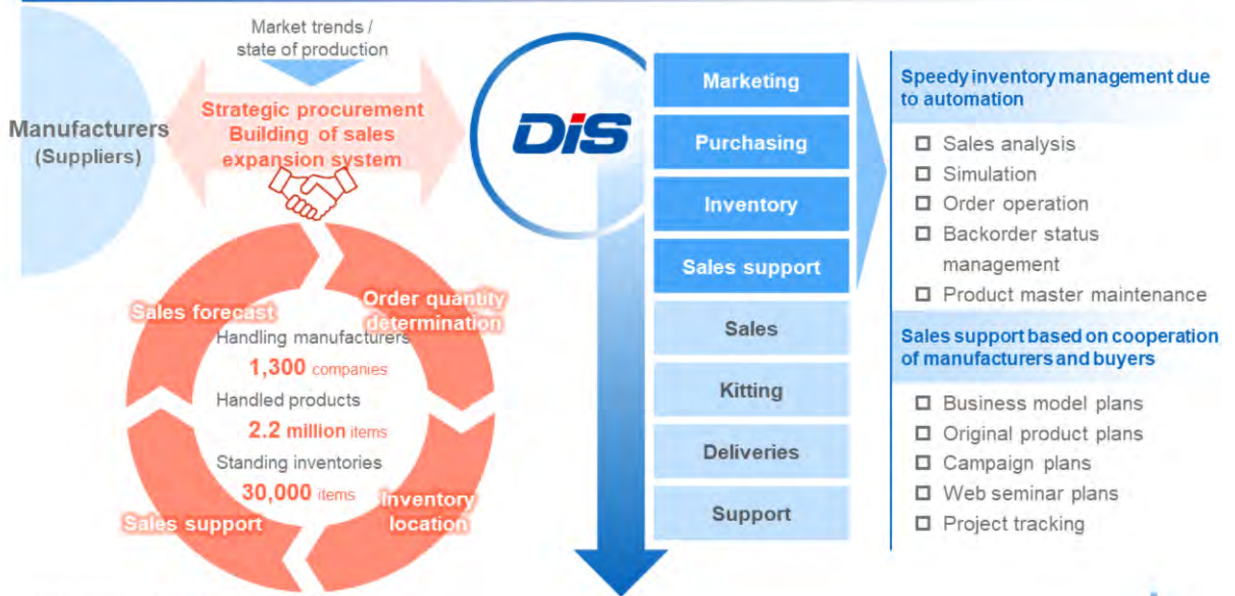 Market trends /
state of production
Manufacturers
(Suppliers)
Strategic procurement
Building of sales
expansion system
DiS
Sales forecast
Order quantity
determination
Handling manufacturers
1,300 companies
Handled products
2.2 million items
Standing inventories
30,000 items
Sales support
Inventory
location
Marketing
Purchasing
Inventory
Sales support
Sales
Kitting
Deliveries
Support
Speedy inventory management due
to automation
Sales analysis
Simulation
Order operation
Backorder status
management
Product master maintenance
Sales support based on cooperation
of manufacturers and buyers
Business model plans
Original product plans
Campaign plans
Web seminar plans
Project tracking